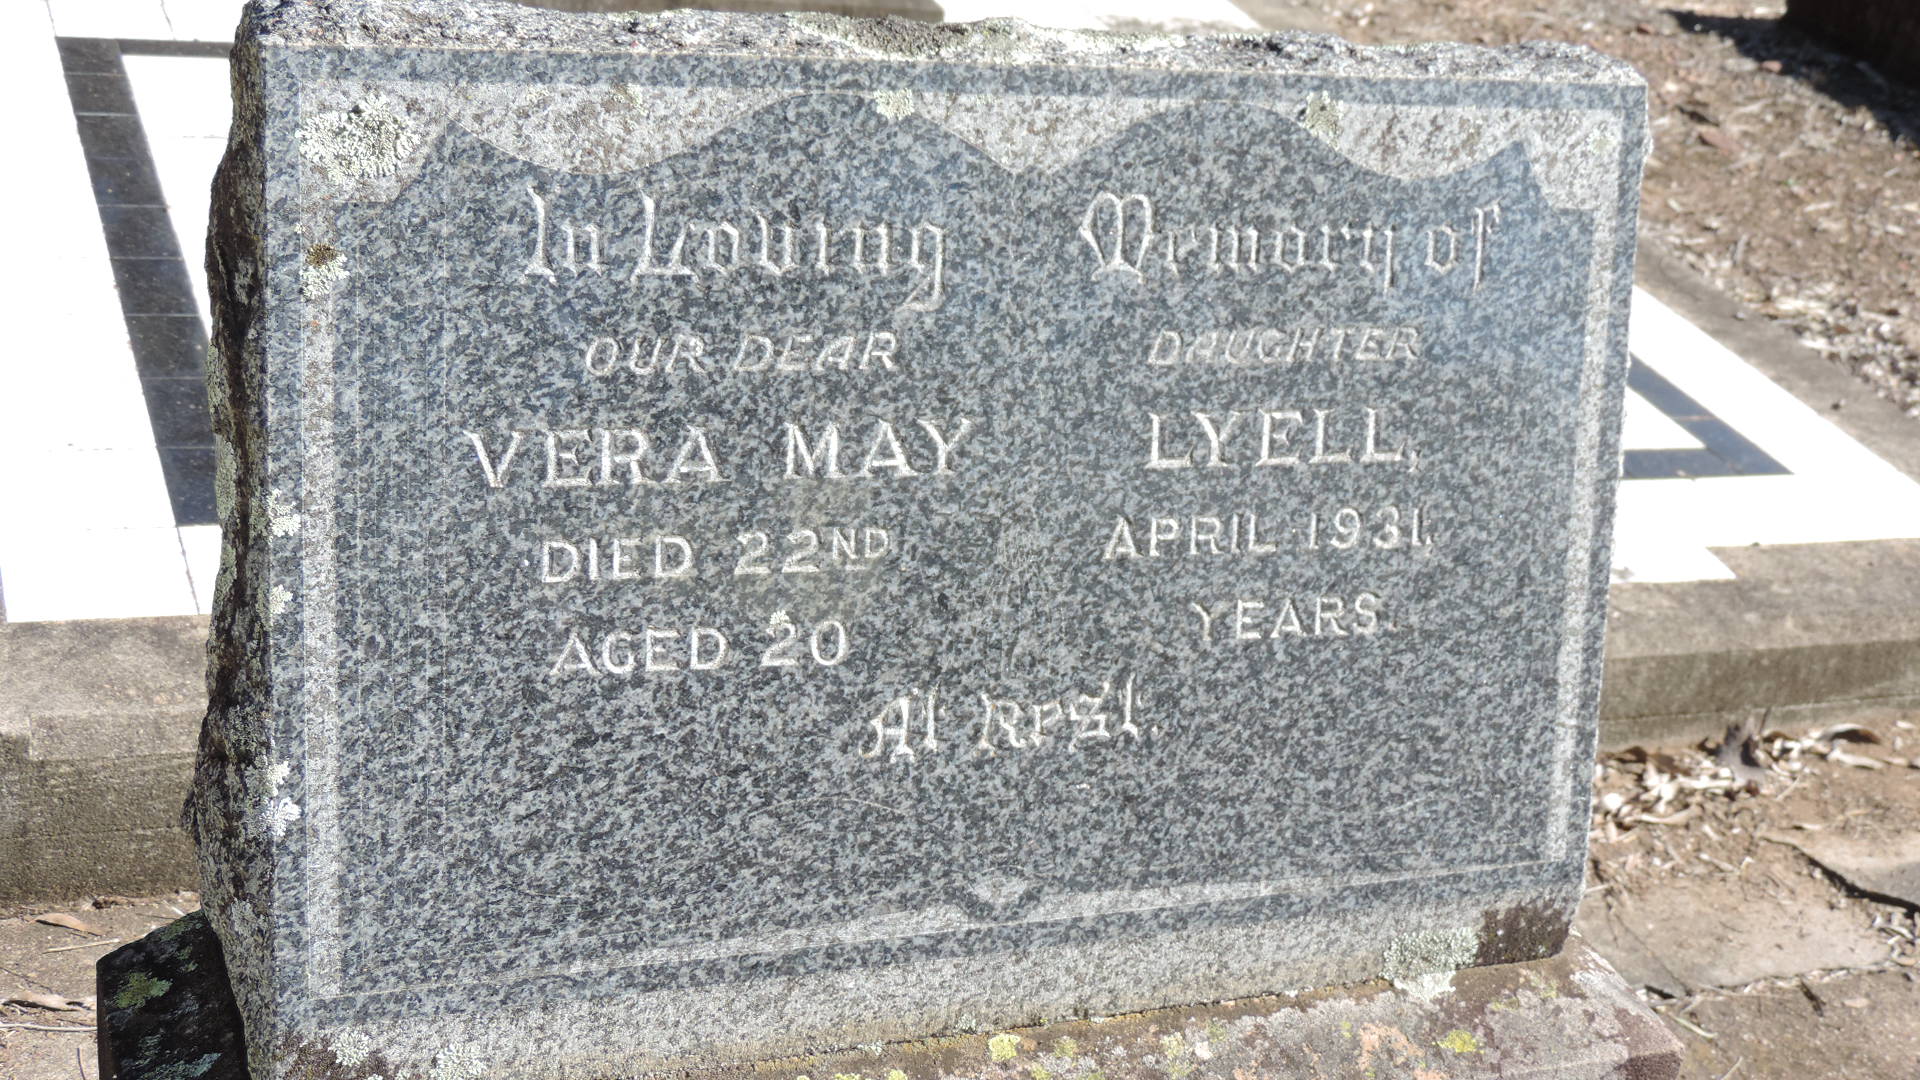 In Loving Memory of
OUR DEAR DAUGHTER
VERA MAY LYELL,
DIED 22ND APRIL 1931.
AGED 20 YEARS.
At Rest.